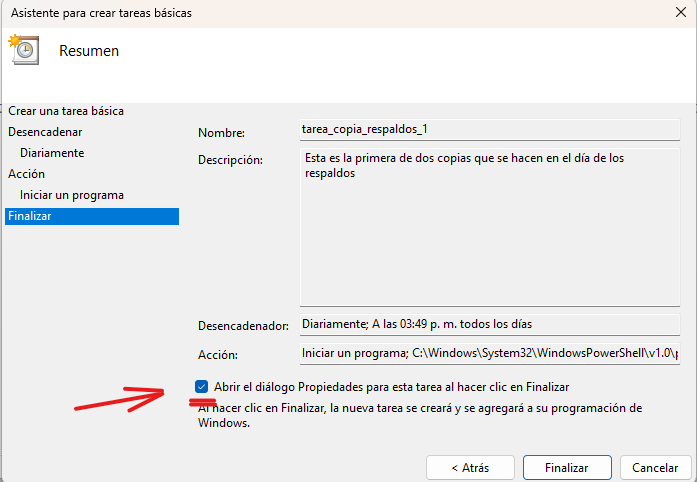 Asistente para crear tareas básicas
Resumen
Crear una tarea básica
Desencadenar
Diariamente
Acción
Iniciar un programa
Finalizar
Nombre:
tarea_copia_respaldos_1
Descripción:
Esta es la primera de dos copias que se hacen en el día de los
respaldos
Desencadenador:
Diariamente; A las 03:49 p. m. todos los días
Acción:
Iniciar un programa; C:\Windows\System32\WindowsPowerShell\v1.0\p
Abrir el diálogo Propiedades para esta tarea al hacer clic en Finalizar
Al hacer clic en Finalizar, la nueva tarea se creará y se agregará a su programación de
Windows.
< Atrás
Finalizar
Cancelar